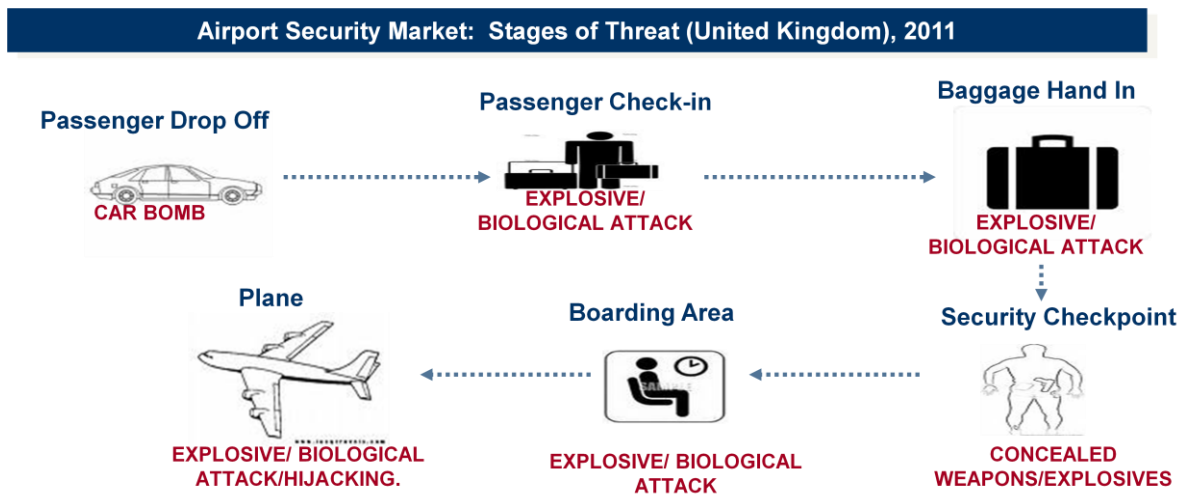 Airport Security Market:  Stages of Threat (United Kingdom), 2011
Passenger Drop Off
CAR BOMB
Passenger Check-in
EXPLOSIVE/
BIOLOGICAL ATTACK
Baggage Hand In
EXPLOSIVE/
BIOLOGICAL ATTACK
Security Checkpoint
CONCEALED
WEAPONS/EXPLOSIVES
Boarding Area
SAMPLE
EXPLOSIVE/ BIOLOGICAL
ATTACK
Plane
EXPLOSIVE/ BIOLOGICAL
ATTACK/HIJACKING.